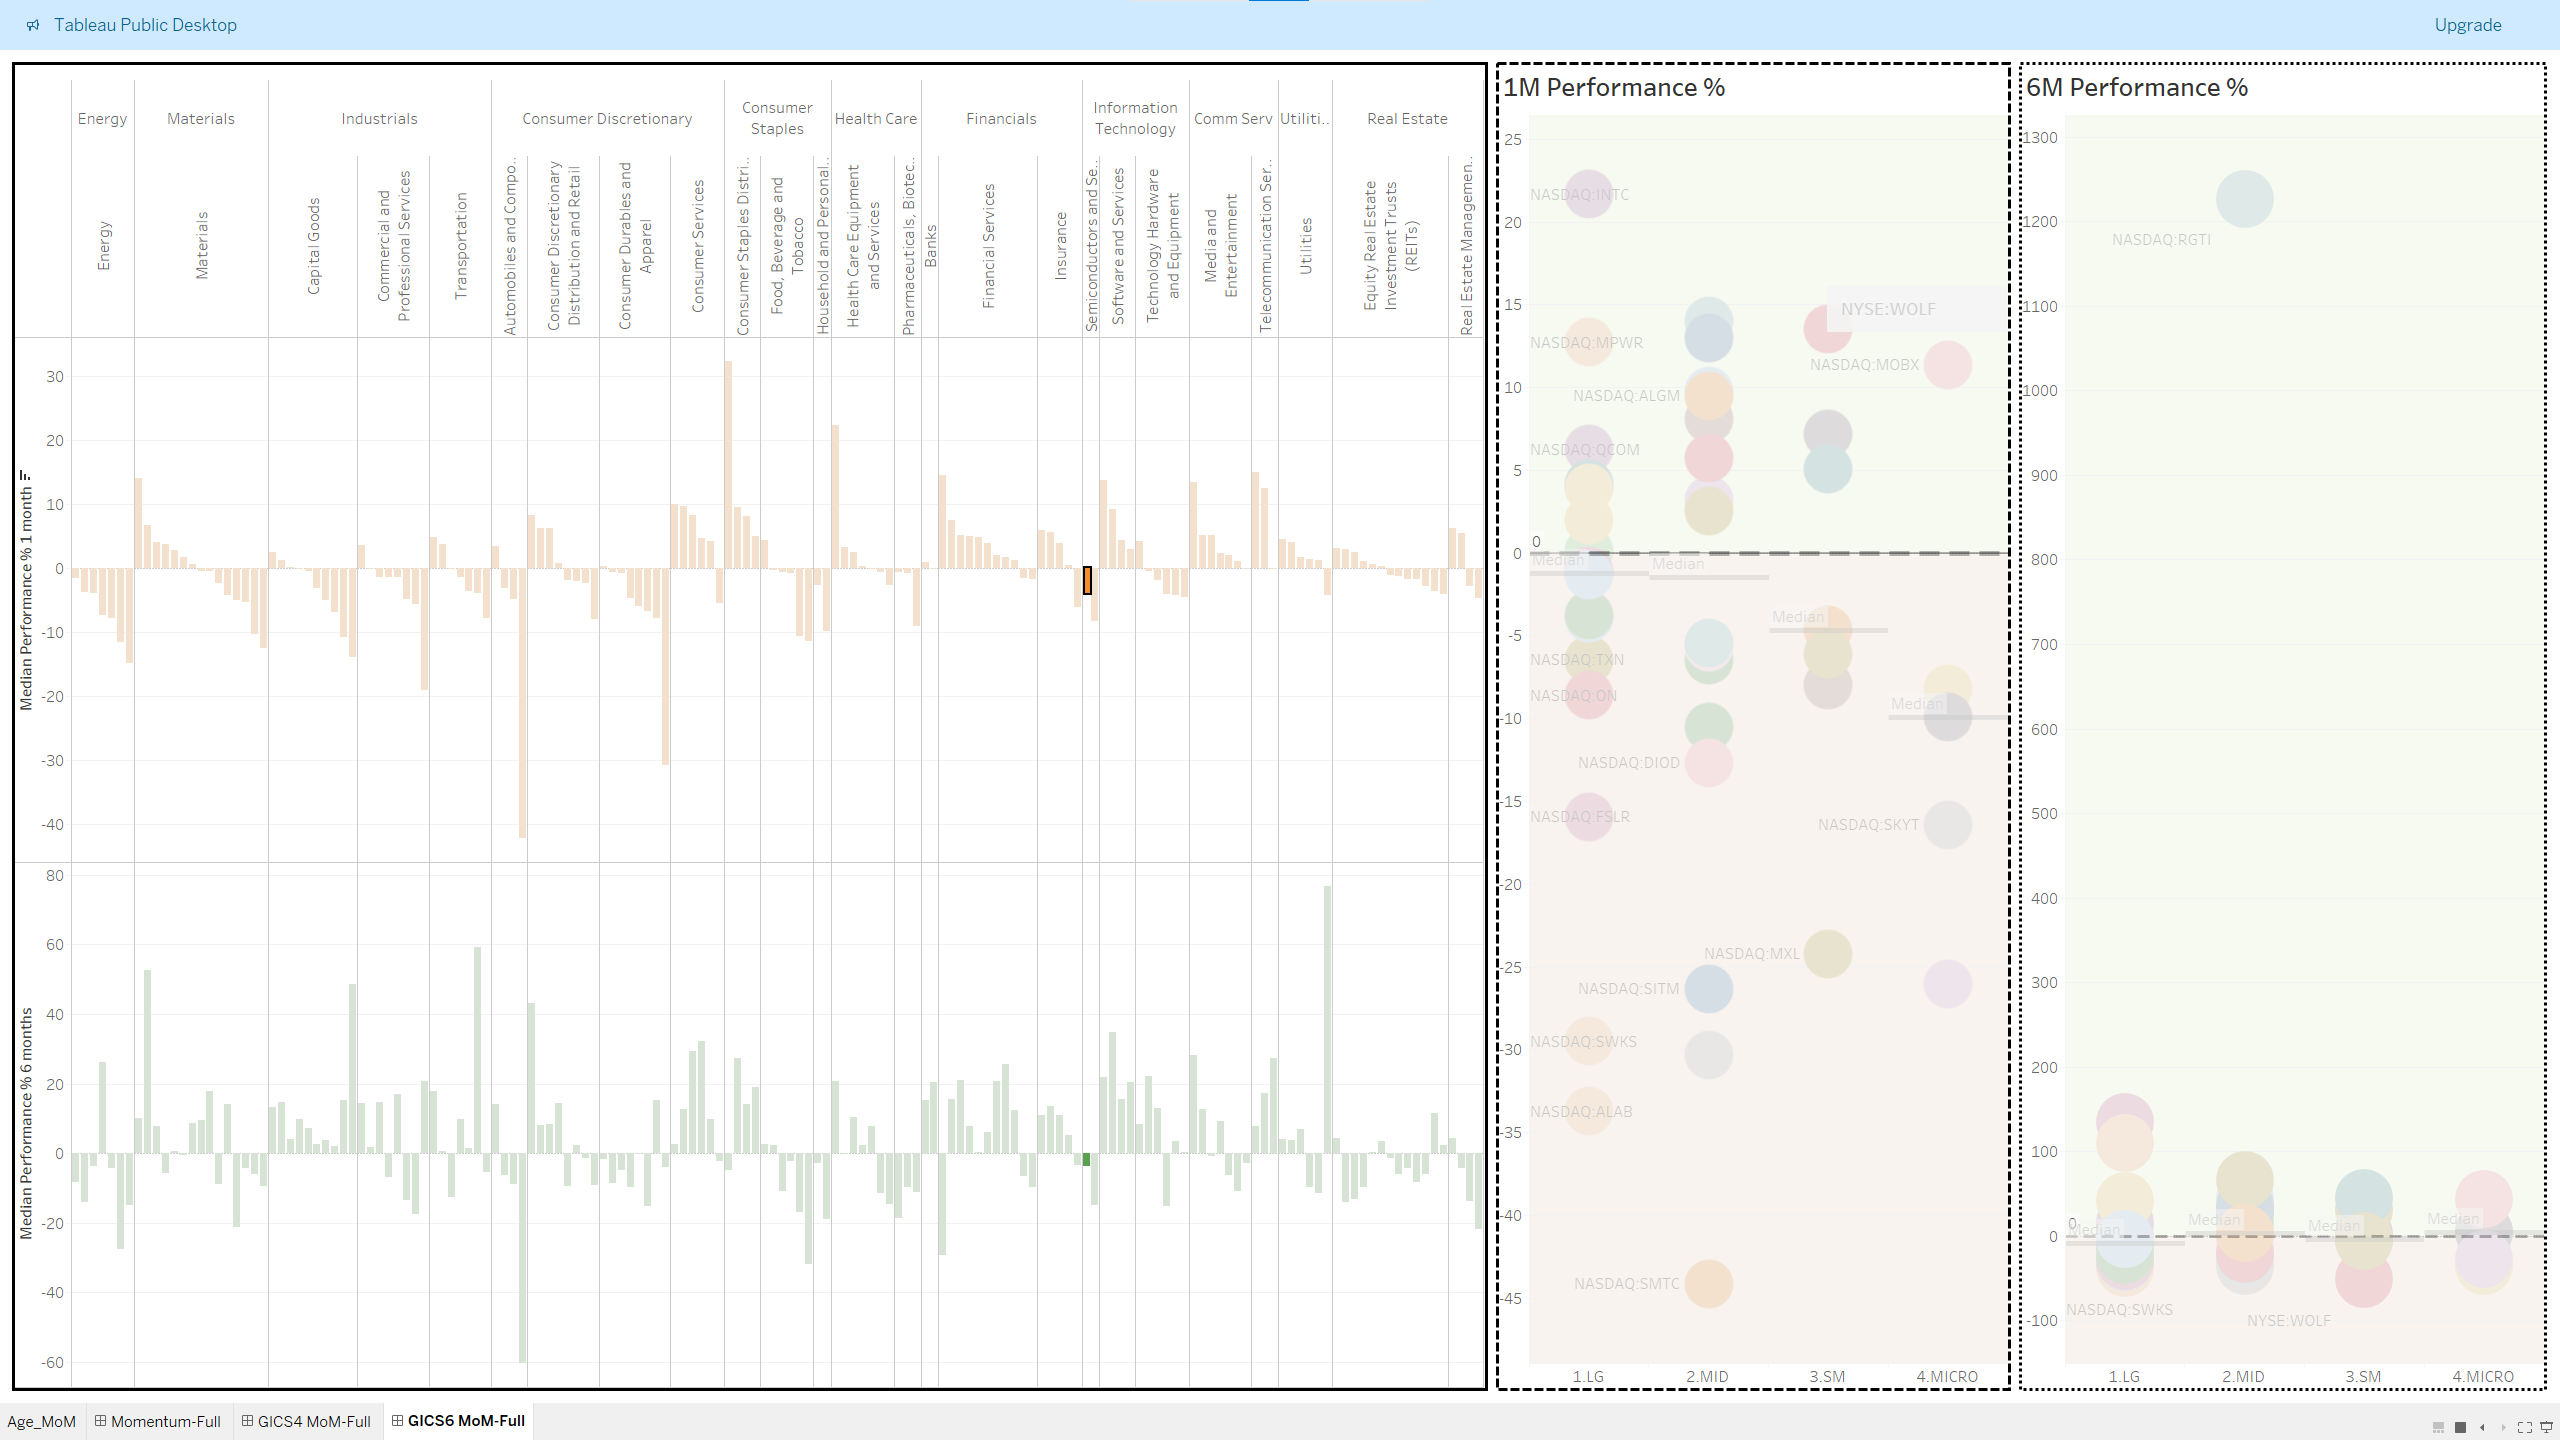 Tableau Public Desktop
Upgrade
Energy
Materials
Industrials
Consumer Discretionary
Consumer
Staples
Health Care
Financials
Information
Technology
Comm Serv
Utiliti..
Real Estate
Energy
Materials
Capital Goods
Commercial and
Professional Services
Transportation
Automobiles and Compo..
Consumer Discretionary
Distribution and Retail
Consumer Durables and
Apparel
Consumer Services
Consumer Staples Distri..
Food, Beverage and
Tobacco
Household and Personal..
Health Care Equipment
and Services
Pharmaceuticals, Biotec..
Banks
Financial Services
Insurance
Semiconductors and Se..
Software and Services
Technology Hardware
and Equipment
Media and
Entertainment
Telecommunication Ser..
Utilities
Equity Real Estate
Investment Trusts
(REITs)
Real Estate Managemen..
Median Performance % 1 month
30
20
10
0
-10
-20
-30
-40
Median Performance % 6 months
80
60
40
20
0
-20
-40
-60
1M Performance %
25
20
15
10
5
0
-5
-10
-15
-20
-25
-30
-35
-40
-45
NASDAQ:INTC
NYSE:WOLF
NASDAQ:MPWR
NASDAQ:MOBX
NASDAQ:ALGM
NASDAQ:QCOM
0
Median
Median
Median
NASDAQ:TXN
NASDAQ:ON
Median
NASDAQ:DIOD
NASDAQ:FSLR
NASDAQ:SKYT
NASDAQ:MXL
NASDAQ:SITM
NASDAQ:SWKS
NASDAQ:ALAB
NASDAQ:SMTC
1.LG
2.MID
3.SM
4.MICRO
6M Performance %
1300
1200
1100
1000
900
800
700
600
500
400
300
200
100
0
-100
NASDAQ:RGTI
0
Median
Median
Median
Median
NASDAQ:SWKS
NYSE:WOLF
1.LG
2.MID
3.SM
4.MICRO
Age_MoM
Momentum-Full
GICS4 MoM-Full
GICS6 MoM-Full